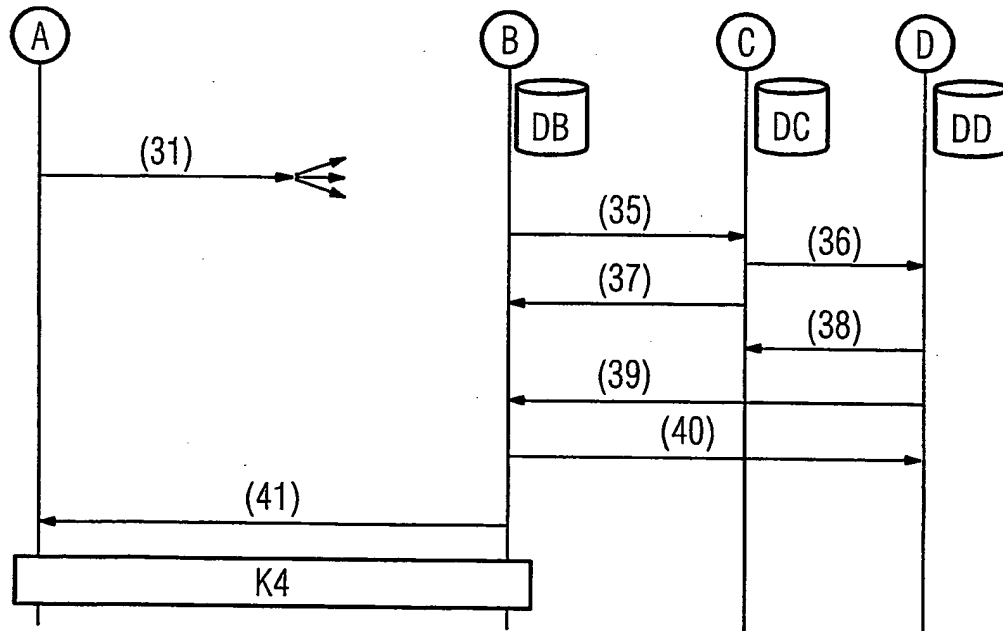 A
B
C
D
DB
DC
DD
(31)
(35)
(36)
(37)
(38)
(39)
(40)
(41)
K4